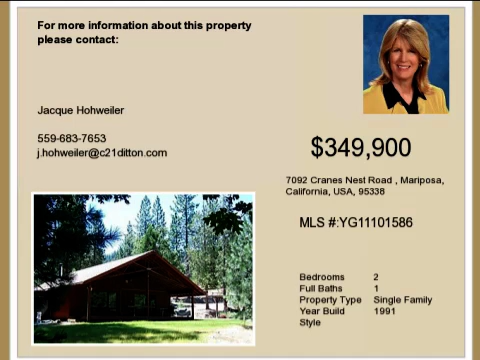 For more information about this property
please contact:
Jacque Hohweiler
559-683-7653
j.hohweiler@c21ditton.com
$349,900
7092 Cranes Nest Road , Mariposa,
California, USA, 95338
MLS #:YG11101586
Bedrooms 2
Full Baths 1
Property Type Single Family
Year Build 1991
Style